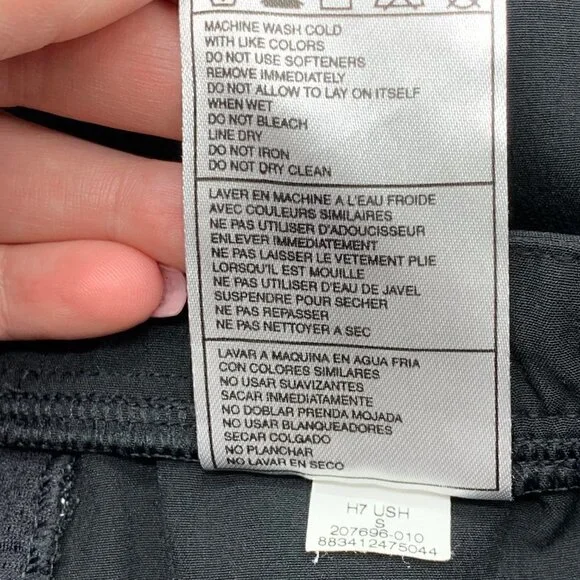 MACHINE WASH COLD
WITH LIKE COLORS
DO NOT USE SOFTENERS
REMOVE IMMEDIATELY
DO NOT ALLOW TO LAY ON ITSELF
WHEN WET
DO NOT BLEACH
LINE DRY
DO NOT IRON
DO NOT DRY CLEAN
LAVER EN MACHINE A L'EAU FROIDE
AVEC COULEURS SIMILAIRES
NE PAS UTILISER D'ADOUCISSEUR
ENLEVER IMMEDIATEMENT
NE PAS LAISSER LE VETEMENT PLIE
LORSQU'IL EST MOUILLE
NE PAS UTILISER D'EAU DE JAVEL
SUSPENDRE POUR SECHER
NE PAS REPASSER
NE PAS NETTOYER A SEC
LAVAR A MAQUINA EN AGUA FRIA
CON COLORES SIMILARES
NO USAR SUAVIZANTES
SACAR INMEDIATAMENTE
NO DOBLAR PRENDA MOJADA
NO USAR BLANQUEADORES
SECAR COLGADO
NO PLANCHAR
NO LAVAR EN SECO
H7 USH
S
207696-010
883412475044